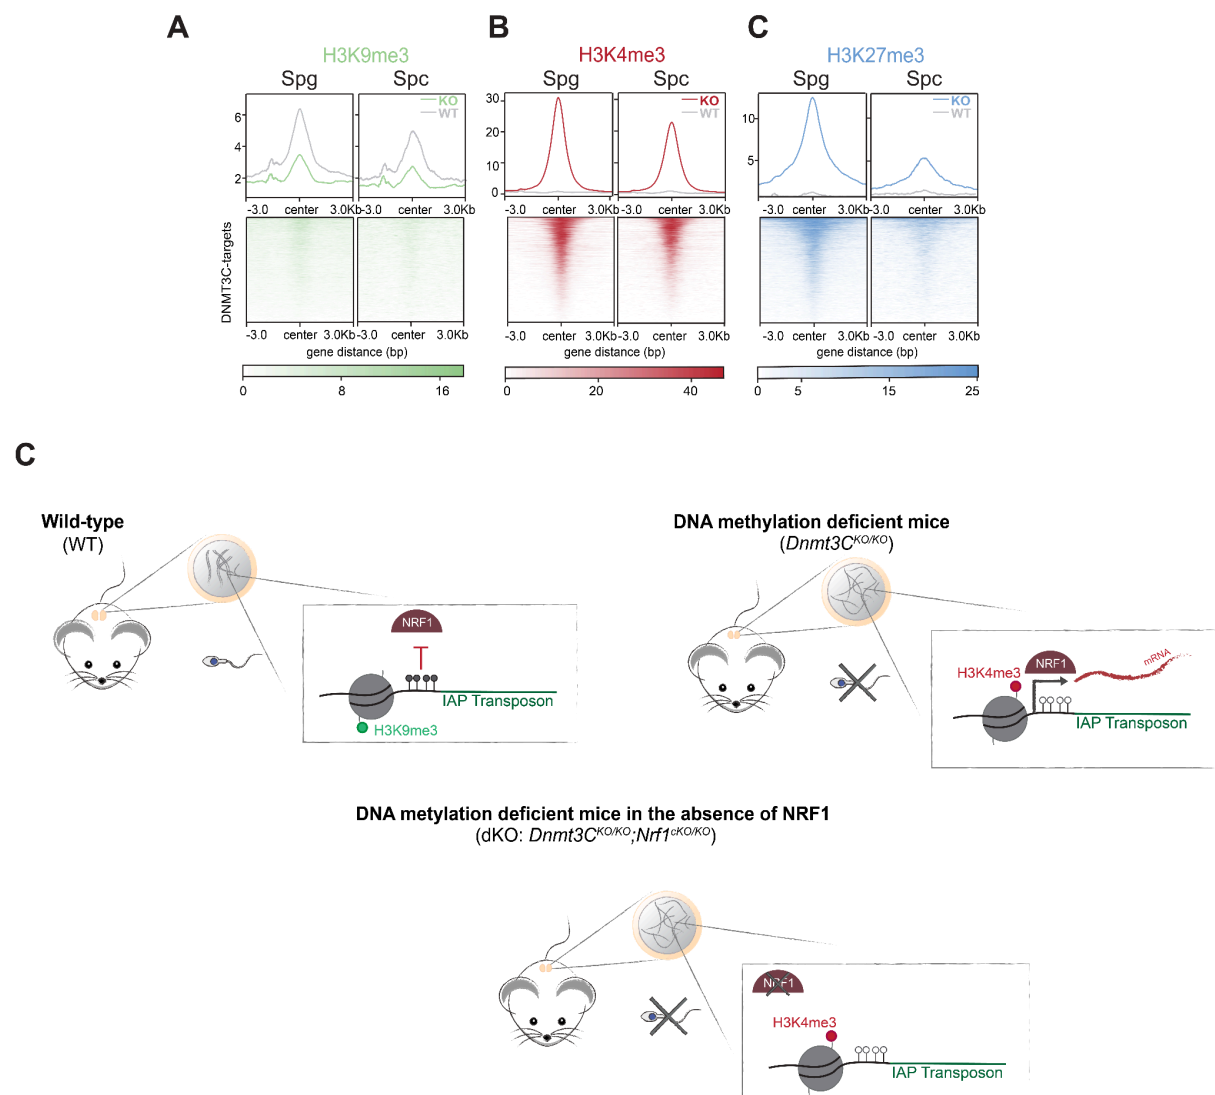 A
B
C
H3K9me3
H3K4me3
H3K27me3
Spg
Spc
Spg
Spc
Spg
Spc
KO
WT
6
4
2
KO
WT
30
20
10
0
KO
WT
10
5
-3.0 center 3.0Kb
-3.0 center 3.0Kb
-3.0 center 3.0Kb
-3.0 center 3.0Kb
-3.0 center 3.0Kb
-3.0 center 3.0Kb
DNMT3C-targets
-3.0 center 3.0Kb
-3.0 center 3.0Kb
-3.0 center 3.0Kb
-3.0 center 3.0Kb
-3.0 center 3.0Kb
-3.0 center 3.0Kb
gene distance (bp)
gene distance (bp)
gene distance (bp)
0 8 16
0 20 40
0 5 15 25
C
Wild-type
(WT)
NRF1
IAP Transposon
H3K9me3
DNA methylation deficient mice
(Dnmt3C^KO/KO)
NRF1
mRNA
H3K4me3
IAP Transposon
DNA metylation deficient mice in the absence of NRF1
(dKO: Dnmt3C^KO/KO;Nrf1^cKO/KO)
NRF1
H3K4me3
IAP Transposon